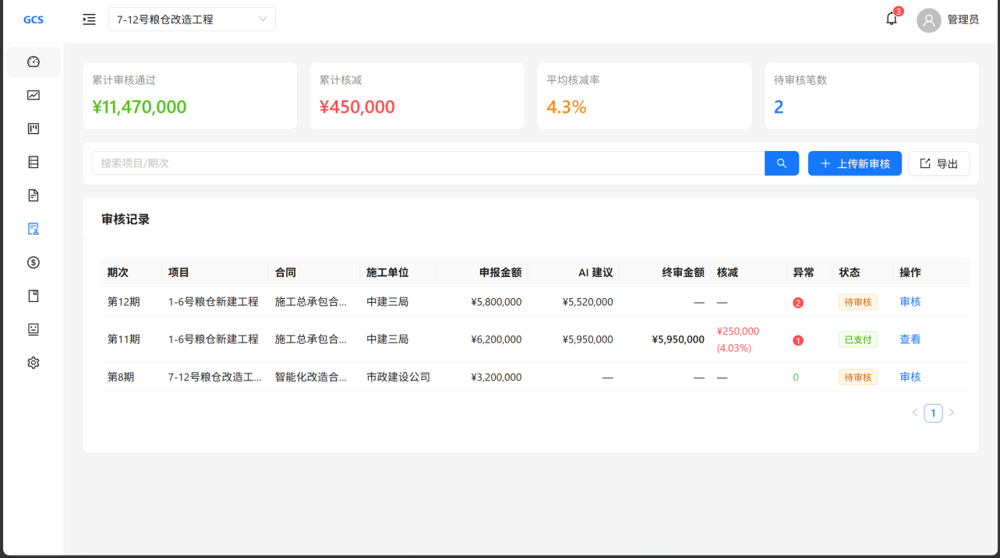 GCS
7-12号粮仓改造工程
3
管理员
累计审核通过
¥11,470,000
累计核减
¥450,000
平均核减率
4.3%
待审核笔数
2
搜索项目/期次
上传新审核
导出
审核记录
期次 项目 合同 施工单位 申报金额 AI 建议 终审金额 核减 异常 状态 操作
第12期 1-6号粮仓新建工程 施工总承包合... 中建三局 ¥5,800,000 ¥5,520,000 — — 2 待审核 审核
第11期 1-6号粮仓新建工程 施工总承包合... 中建三局 ¥6,200,000 ¥5,950,000 ¥5,950,000 ¥250,000 (4.03%) 1 已支付 查看
第8期 7-12号粮仓改造工... 智能化改造合... 市政建设公司 ¥3,200,000 — — — 0 待审核 审核
< 1 >